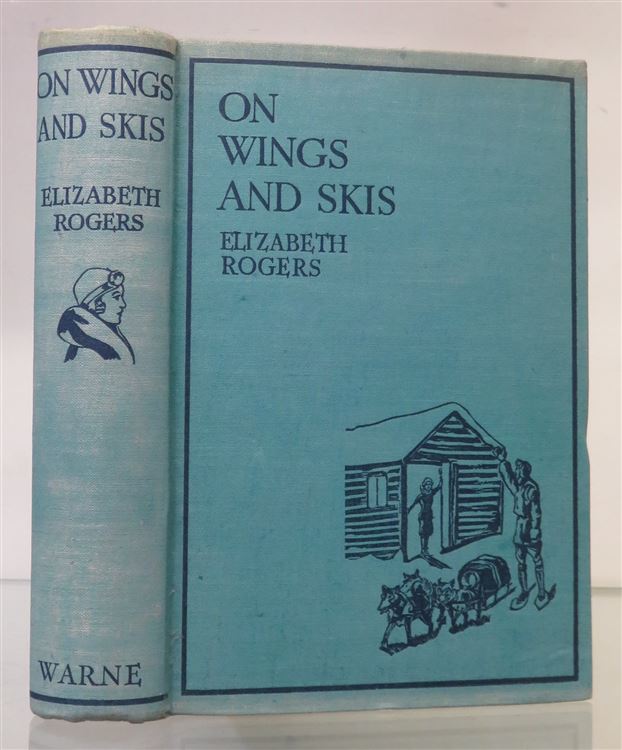 ON WINGS
AND SKIS
ELIZABETH
ROGERS
WARNE
ON
WINGS
AND SKIS
ELIZABETH
ROGERS